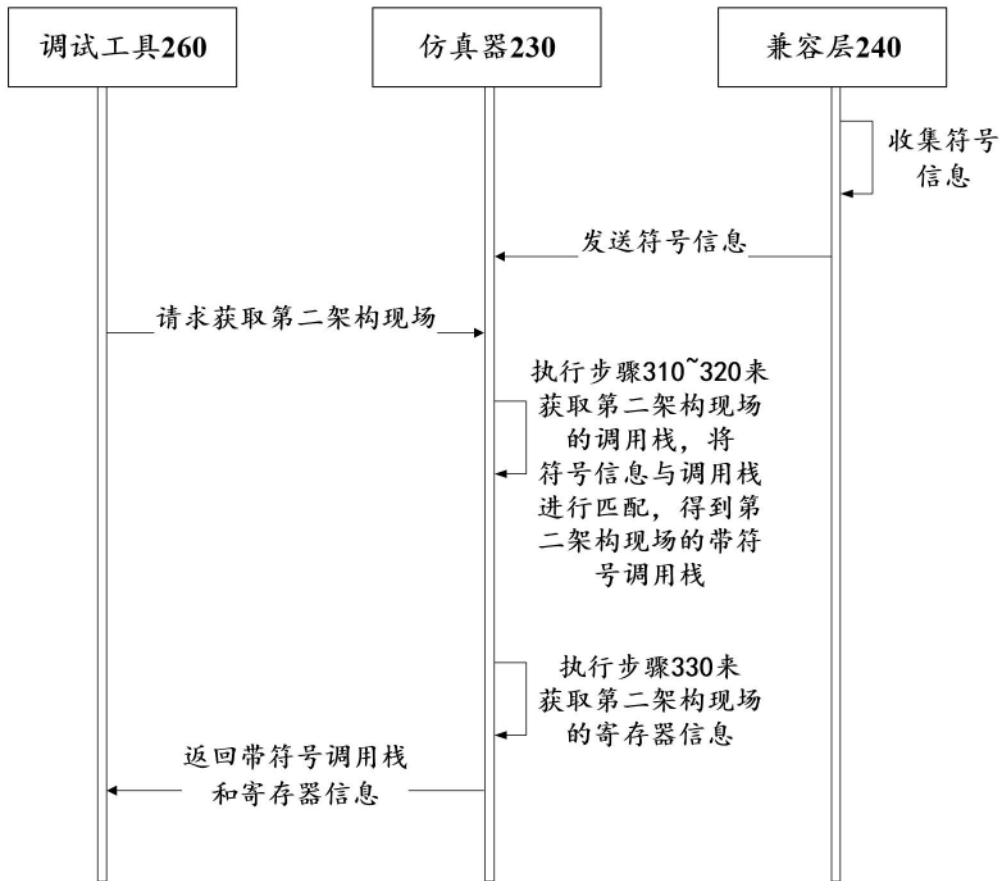 调试工具260
仿真器230
兼容层240
收集符号
信息
发送符号信息
请求获取第二架构现场
执行步骤310~320来
获取第二架构现场
的调用栈，将
符号信息与调用栈
进行匹配，得到第
二架构现场的带符
号调用栈
执行步骤330来
获取第二架构现场
的寄存器信息
返回带符号调用栈
和寄存器信息